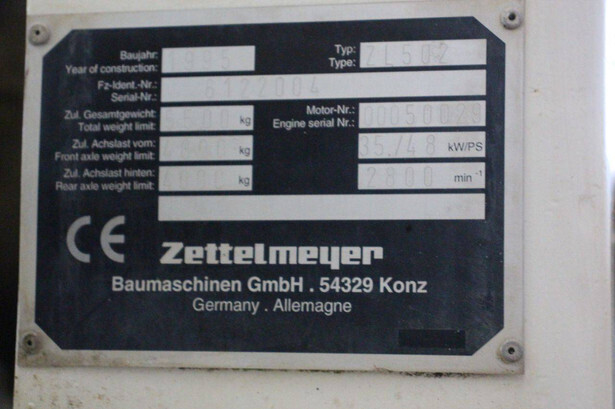 Baujahr: Year of construction: 1995 Typ: Type: ZL502
Fz-Ident.-Nr.: Serial-Nr.: 6122004
Zul. Gesamtgewicht: Total weight limit: kg Motor-Nr.: Engine serial Nr.: 00050029
Zul. Achslast vorn: Front axle weight limit: kg 35./48 kW/PS
Zul. Achslast hinten: Rear axle weight limit: kg 2800 min⁻¹
CE Zettelmeyer
Baumaschinen GmbH . 54329 Konz
Germany . Allemagne